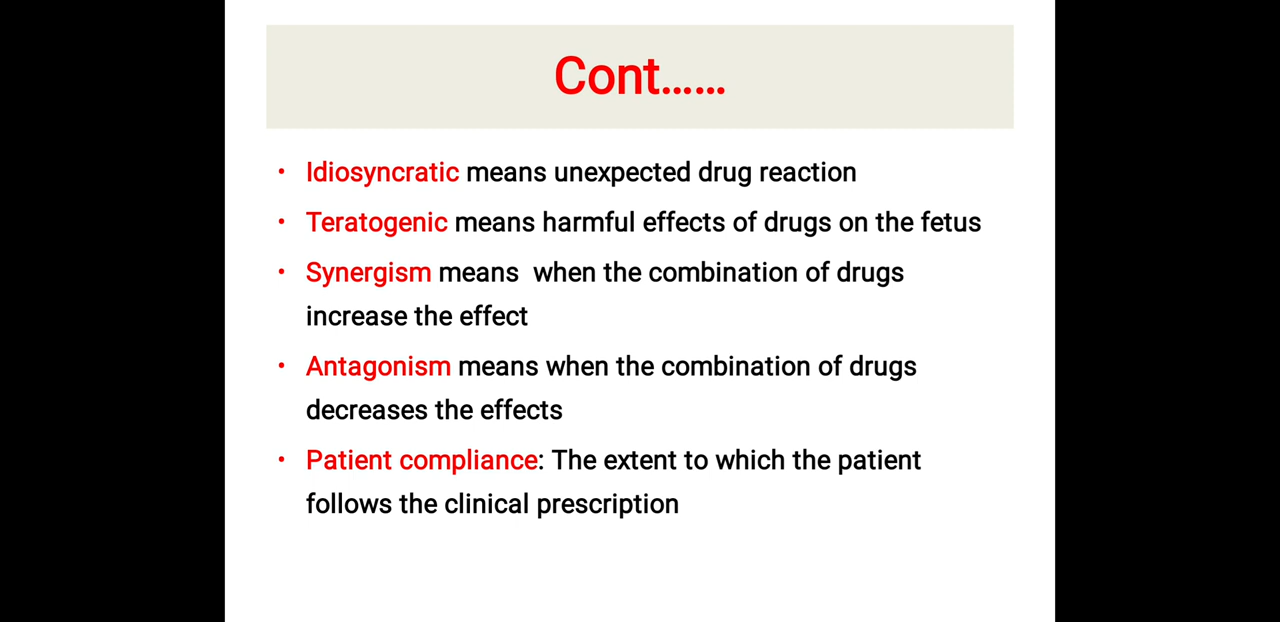 Cont......
• Idiosyncratic means unexpected drug reaction
• Teratogenic means harmful effects of drugs on the fetus
• Synergism means  when the combination of drugs
increase the effect
• Antagonism means when the combination of drugs
decreases the effects
• Patient compliance: The extent to which the patient
follows the clinical prescription